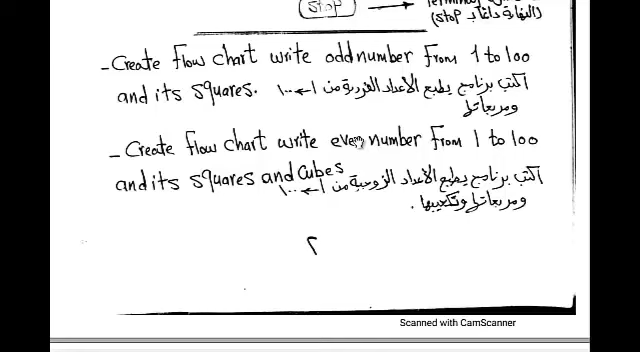 Stop
Terminal
(النهاية دائما Stop)
- Create flow chart write odd number from 1 to 100
and its squares. اكتب برنامج يطبع الأعداد الفردية من ١ ← ١٠٠
ومربعاتها
- Create flow chart write even number from 1 to 100
and its squares and cubes
اكتب برنامج يطبع الأعداد الزوجية من ١ ← ١٠٠
ومربعاتها وتكعيبها .
٢
Scanned with CamScanner